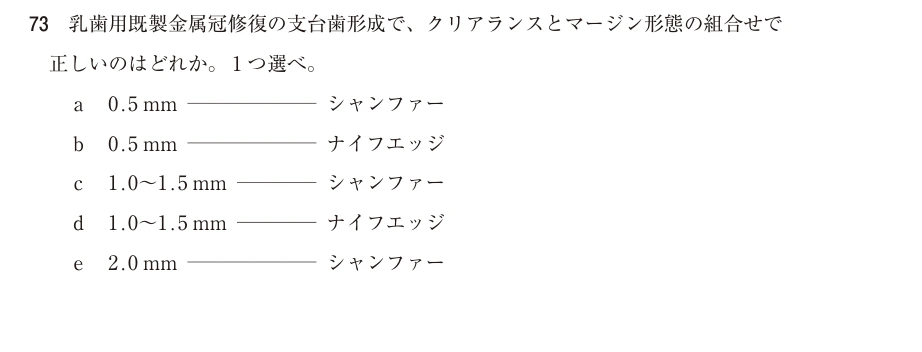 73 乳歯用既製金属冠修復の支台歯形成で、クリアランスとマージン形態の組合せで
正しいのはどれか。1つ選べ。
a 0.5 mm ──────── シャンファー
b 0.5 mm ──────── ナイフエッジ
c 1.0〜1.5 mm ───── シャンファー
d 1.0〜1.5 mm ───── ナイフエッジ
e 2.0 mm ──────── シャンファー